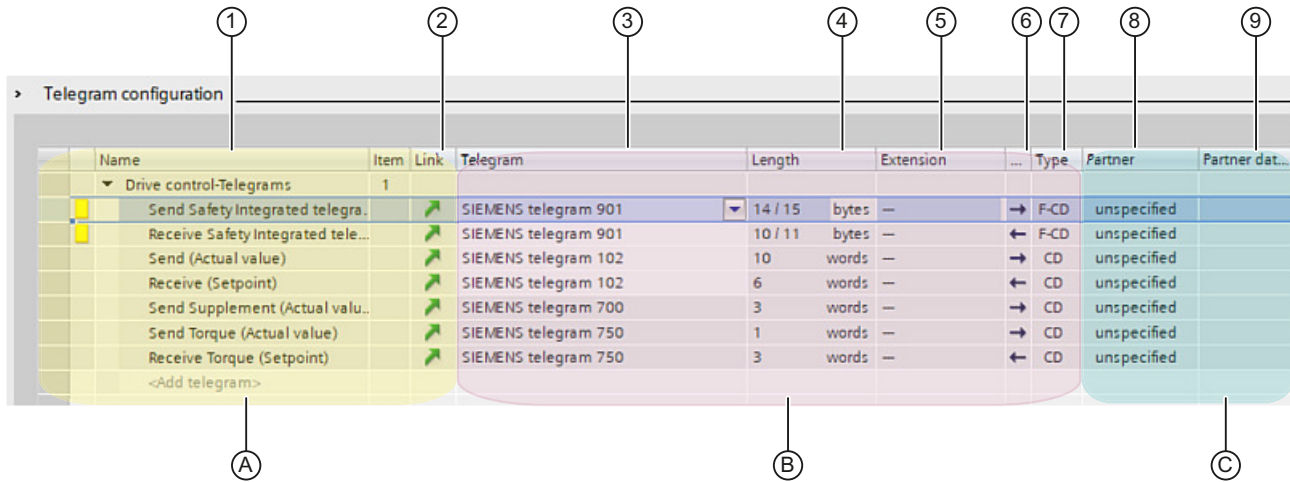 1 2 3 4 5 6 7 8 9
Telegram configuration
Name Item Link Telegram Length Extension ... Type Partner Partner dat...
Drive control-Telegrams 1
Send Safety Integrated telegra. SIEMENS telegram 901 14 / 15 bytes — → F-CD unspecified
Receive Safety Integrated tele... SIEMENS telegram 901 10 / 11 bytes — ← F-CD unspecified
Send (Actual value) SIEMENS telegram 102 10 words — → CD unspecified
Receive (Setpoint) SIEMENS telegram 102 6 words — ← CD unspecified
Send Supplement (Actual valu.. SIEMENS telegram 700 3 words — → CD unspecified
Send Torque (Actual value) SIEMENS telegram 750 1 words — → CD unspecified
Receive Torque (Setpoint) SIEMENS telegram 750 3 words — ← CD unspecified
<Add telegram>
A B C